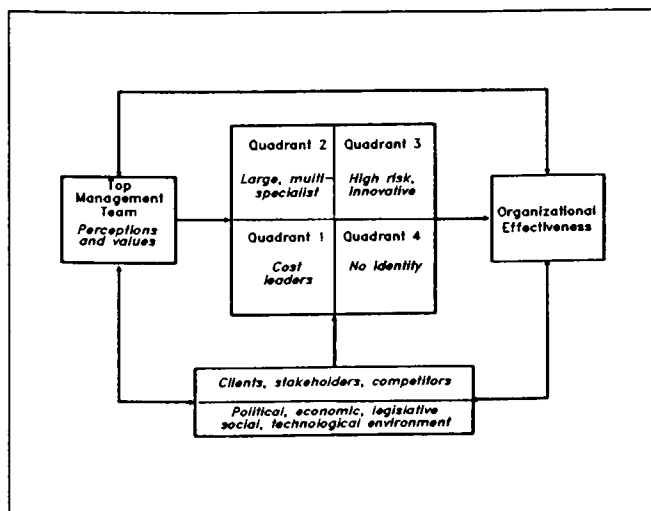 Quadrant 2
Large, multi-
specialist
Quadrant 3
High risk,
innovative
Top
Management
Team
Perceptions
and values
Quadrant 1
Cost
leaders
Quadrant 4
No identity
Organizational
Effectiveness
Clients, stakeholders, competitors
Political, economic, legislative
social, technological environment